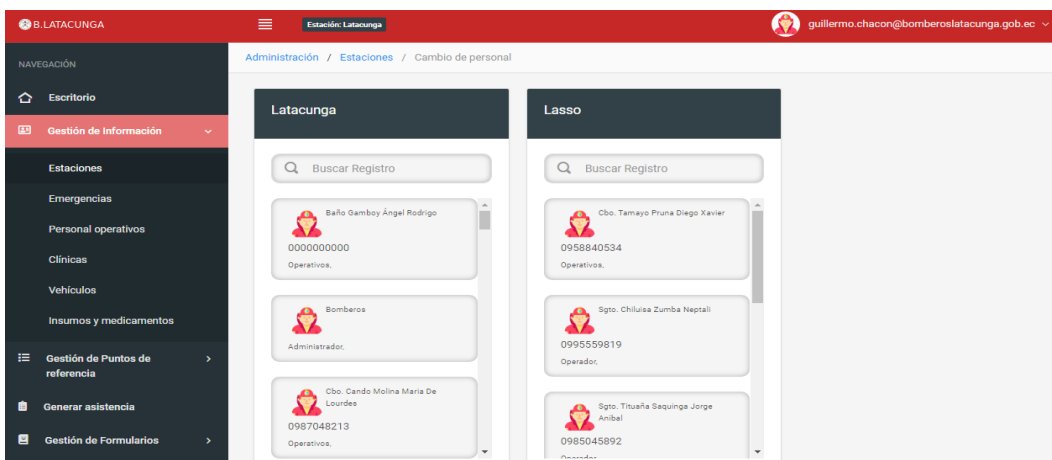 B.LATACUNGA
Estación: Latacunga
guillermo.chacon@bomberoslatacunga.gob.ec
NAVEGACIÓN
Escritorio
Gestión de Información
Estaciones
Emergencias
Personal operativos
Clínicas
Vehículos
Insumos y medicamentos
Gestión de Puntos de
referencia
Generar asistencia
Gestión de Formularios
Administración / Estaciones / Cambio de personal
Latacunga
Buscar Registro
Baño Gamboy Ángel Rodrigo
0000000000
Operativos,
Bomberos
Administrador,
Cbo. Cando Molina Maria De
Lourdes
0987048213
Operativos,
Lasso
Buscar Registro
Cbo. Tamayo Pruna Diego Xavier
0958840534
Operativos,
Sgto. Chiluisa Zumba Neptali
0995559819
Operador,
Sgto. Tituaña Saquinga Jorge
Anibal
0985045892
Operador,